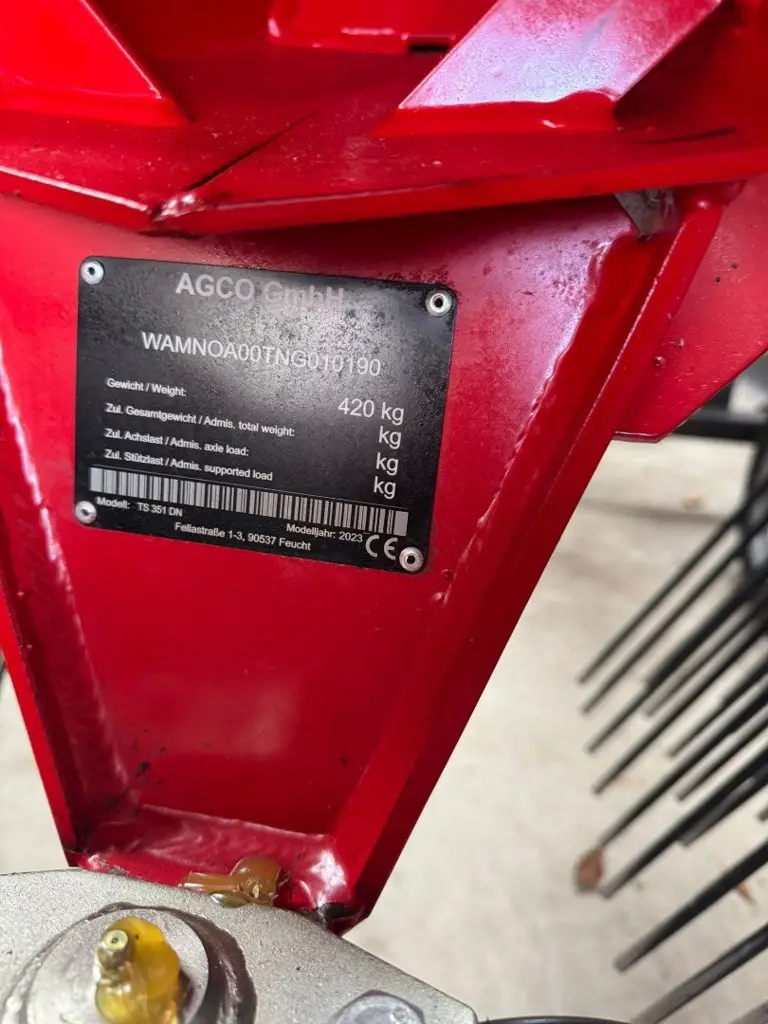 AGCO GmbH
WAMNOA00TNG010190
Gewicht / Weight: 420 kg
Zul. Gesamtgewicht / Admis. total weight: kg
Zul. Achslast / Admis. axle load: kg
Zul. Stützlast / Admis. supported load kg
Modell: TS 351 DN Modelljahr: 2023
Fellastraße 1-3, 90537 Feucht CE